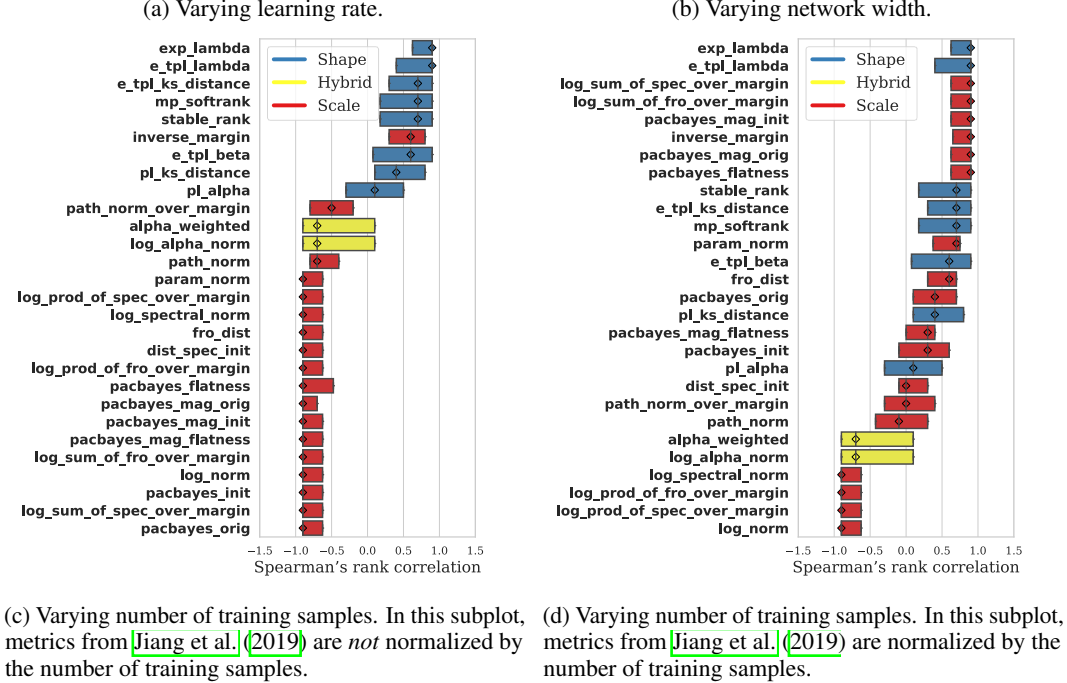 (a) Varying learning rate.
(b) Varying network width.
exp_lambda
e_tpl_lambda
e_tpl_ks_distance
mp_softrank
stable_rank
inverse_margin
e_tpl_beta
pl_ks_distance
pl_alpha
path_norm_over_margin
alpha_weighted
log_alpha_norm
path_norm
param_norm
log_prod_of_spec_over_margin
log_spectral_norm
fro_dist
dist_spec_init
log_prod_of_fro_over_margin
pacbayes_flatness
pacbayes_mag_orig
pacbayes_mag_init
pacbayes_mag_flatness
log_sum_of_fro_over_margin
log_norm
pacbayes_init
log_sum_of_spec_over_margin
pacbayes_orig
Shape
Hybrid
Scale
−1.5 −1.0 −0.5 0.0 0.5 1.0 1.5
Spearman's rank correlation
exp_lambda
e_tpl_lambda
log_sum_of_spec_over_margin
log_sum_of_fro_over_margin
pacbayes_mag_init
inverse_margin
pacbayes_mag_orig
pacbayes_flatness
stable_rank
e_tpl_ks_distance
mp_softrank
param_norm
e_tpl_beta
fro_dist
pacbayes_orig
pl_ks_distance
pacbayes_mag_flatness
pacbayes_init
pl_alpha
dist_spec_init
path_norm_over_margin
path_norm
alpha_weighted
log_alpha_norm
log_spectral_norm
log_prod_of_fro_over_margin
log_prod_of_spec_over_margin
log_norm
Shape
Hybrid
Scale
−1.5 −1.0 −0.5 0.0 0.5 1.0 1.5
Spearman's rank correlation
(c) Varying number of training samples. In this subplot,
metrics from Jiang et al. (2019) are not normalized by
the number of training samples.
(d) Varying number of training samples. In this subplot,
metrics from Jiang et al. (2019) are normalized by the
number of training samples.